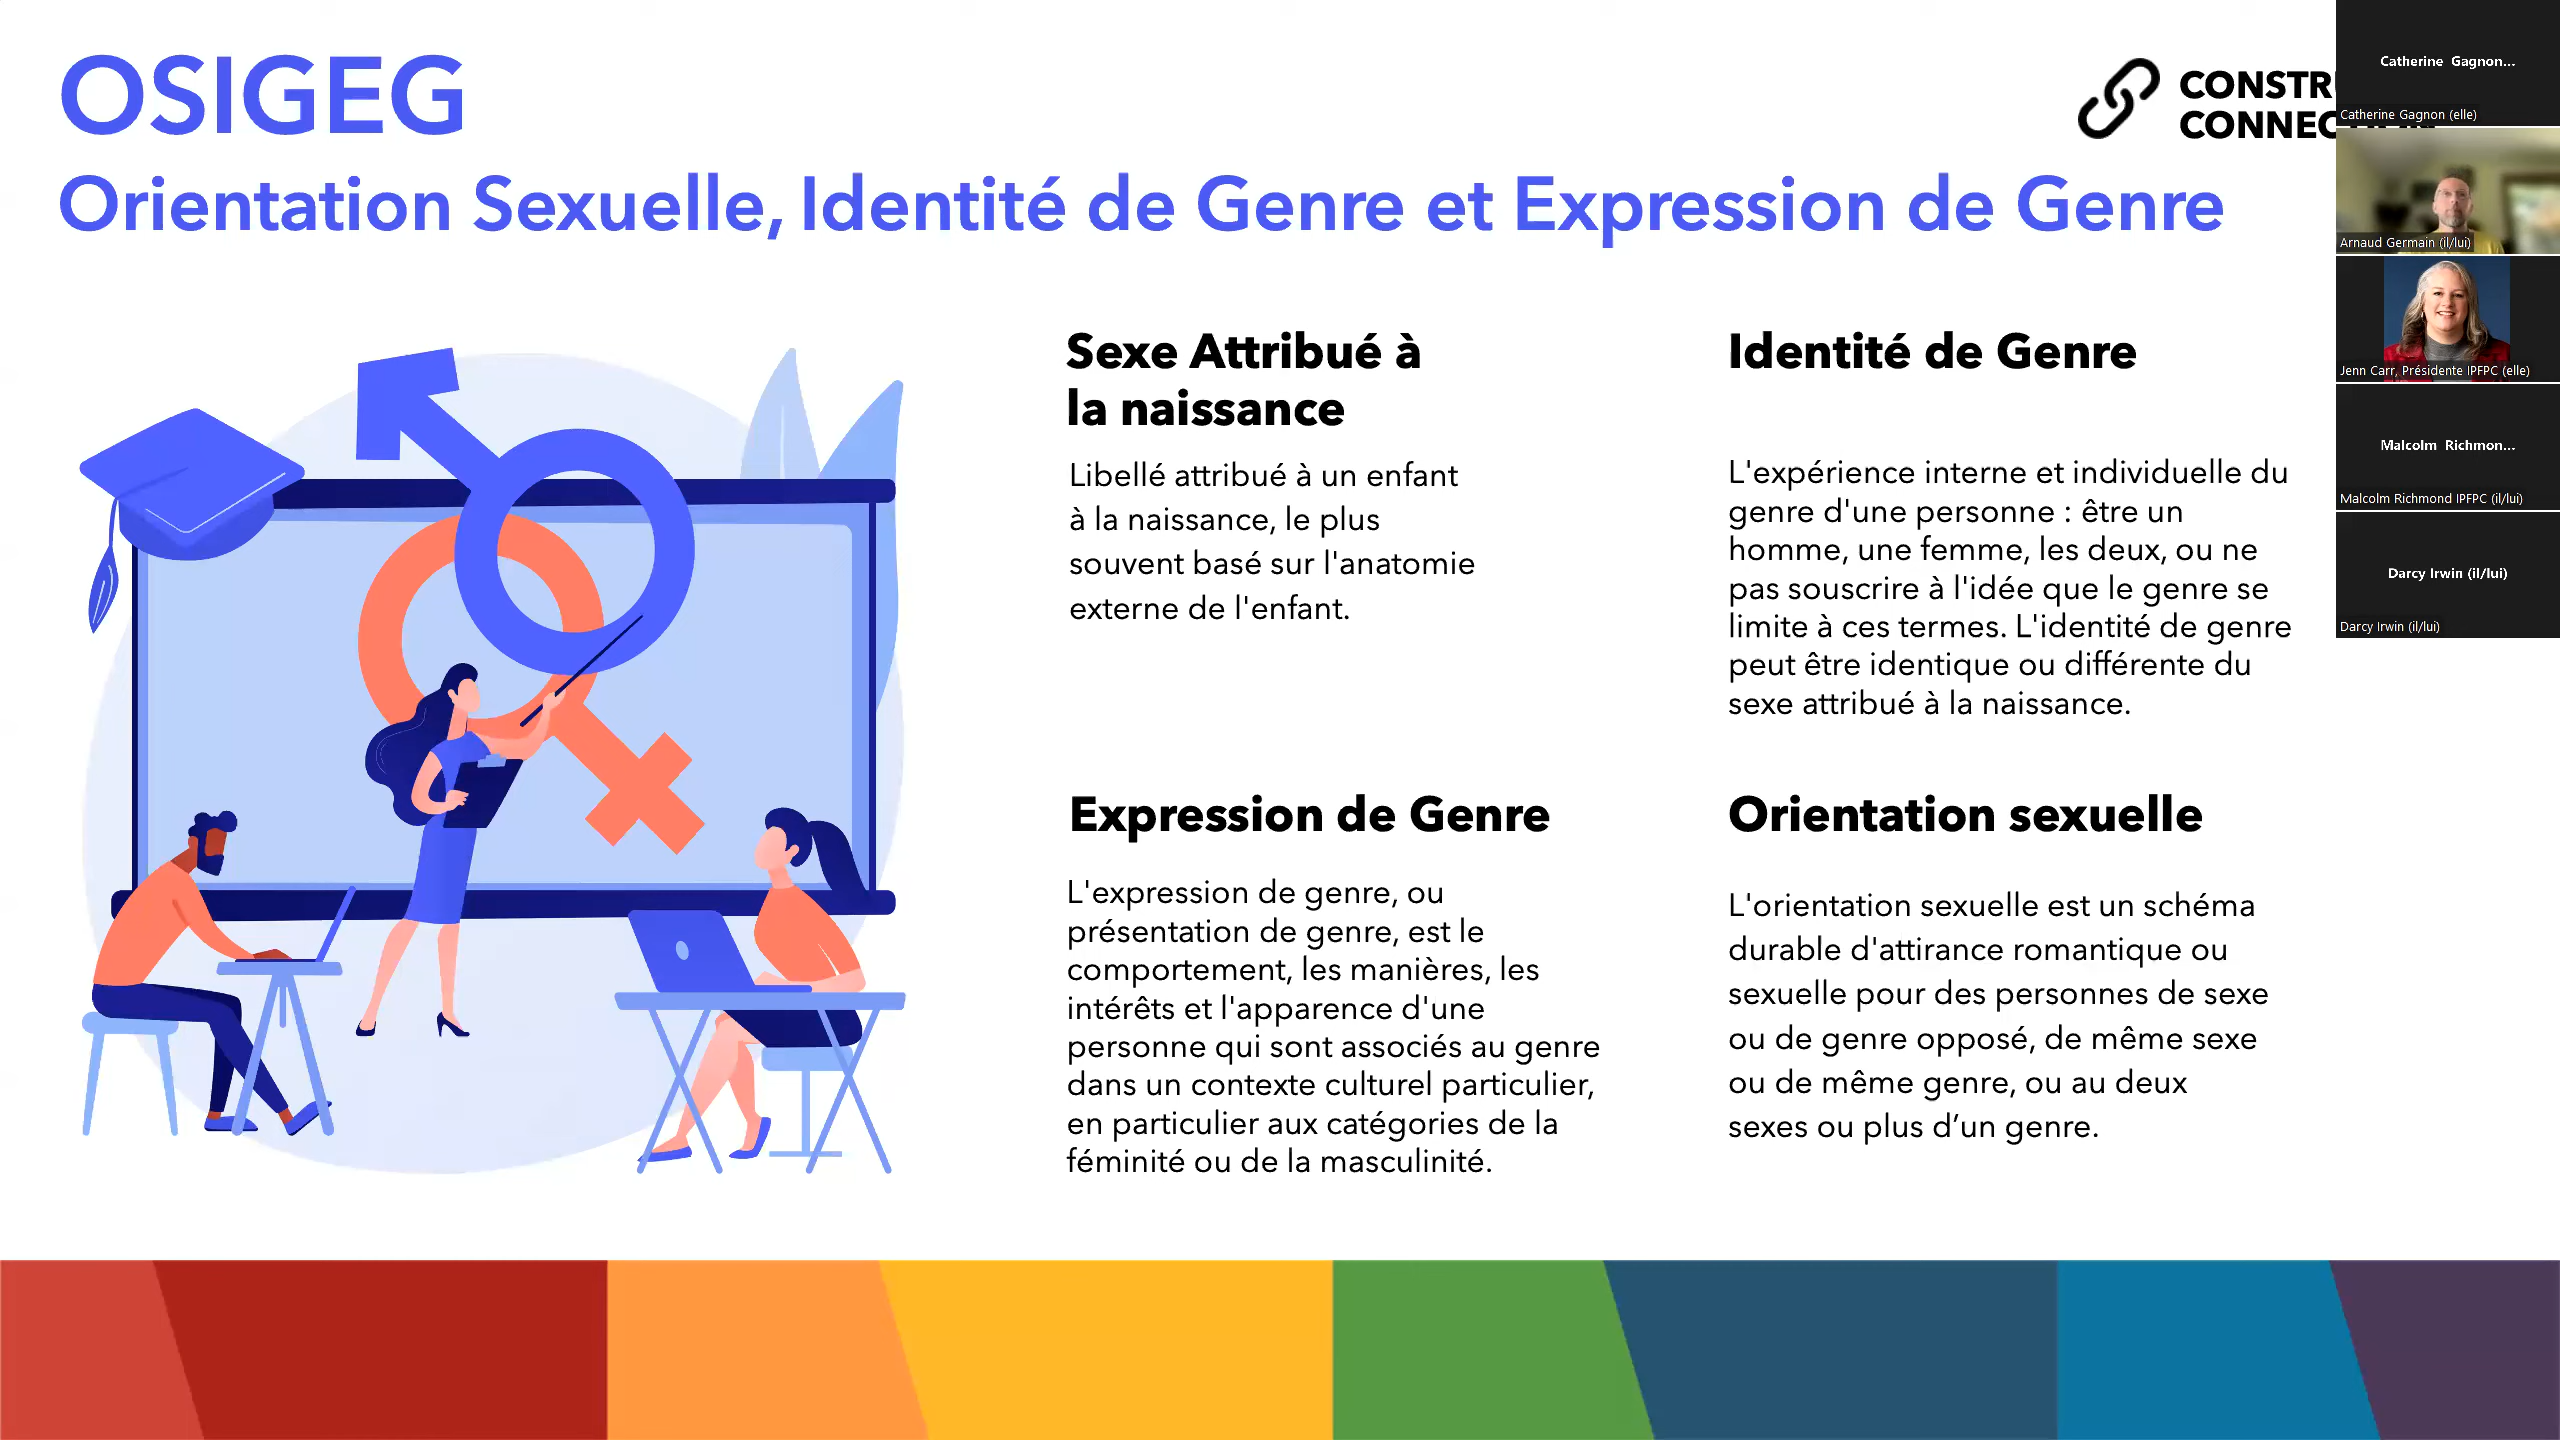 OSIGEG
Orientation Sexuelle, Identité de Genre et Expression de Genre
Sexe Attribué à
la naissance
Libellé attribué à un enfant
à la naissance, le plus
souvent basé sur l'anatomie
externe de l'enfant.
Identité de Genre
L'expérience interne et individuelle du
genre d'une personne : être un
homme, une femme, les deux, ou ne
pas souscrire à l'idée que le genre se
limite à ces termes. L'identité de genre
peut être identique ou différente du
sexe attribué à la naissance.
Expression de Genre
L'expression de genre, ou
présentation de genre, est le
comportement, les manières, les
intérêts et l'apparence d'une
personne qui sont associés au genre
dans un contexte culturel particulier,
en particulier aux catégories de la
féminité ou de la masculinité.
Orientation sexuelle
L'orientation sexuelle est un schéma
durable d'attirance romantique ou
sexuelle pour des personnes de sexe
ou de genre opposé, de même sexe
ou de même genre, ou au deux
sexes ou plus d’un genre.
Catherine Gagnon...
Catherine Gagnon (elle)
Arnaud Germain (il/lui)
Jenn Carr, Présidente IPFPC (elle)
Malcolm Richmon...
Malcolm Richmond IPFPC (il/lui)
Darcy Irwin (il/lui)
Darcy Irwin (il/lui)